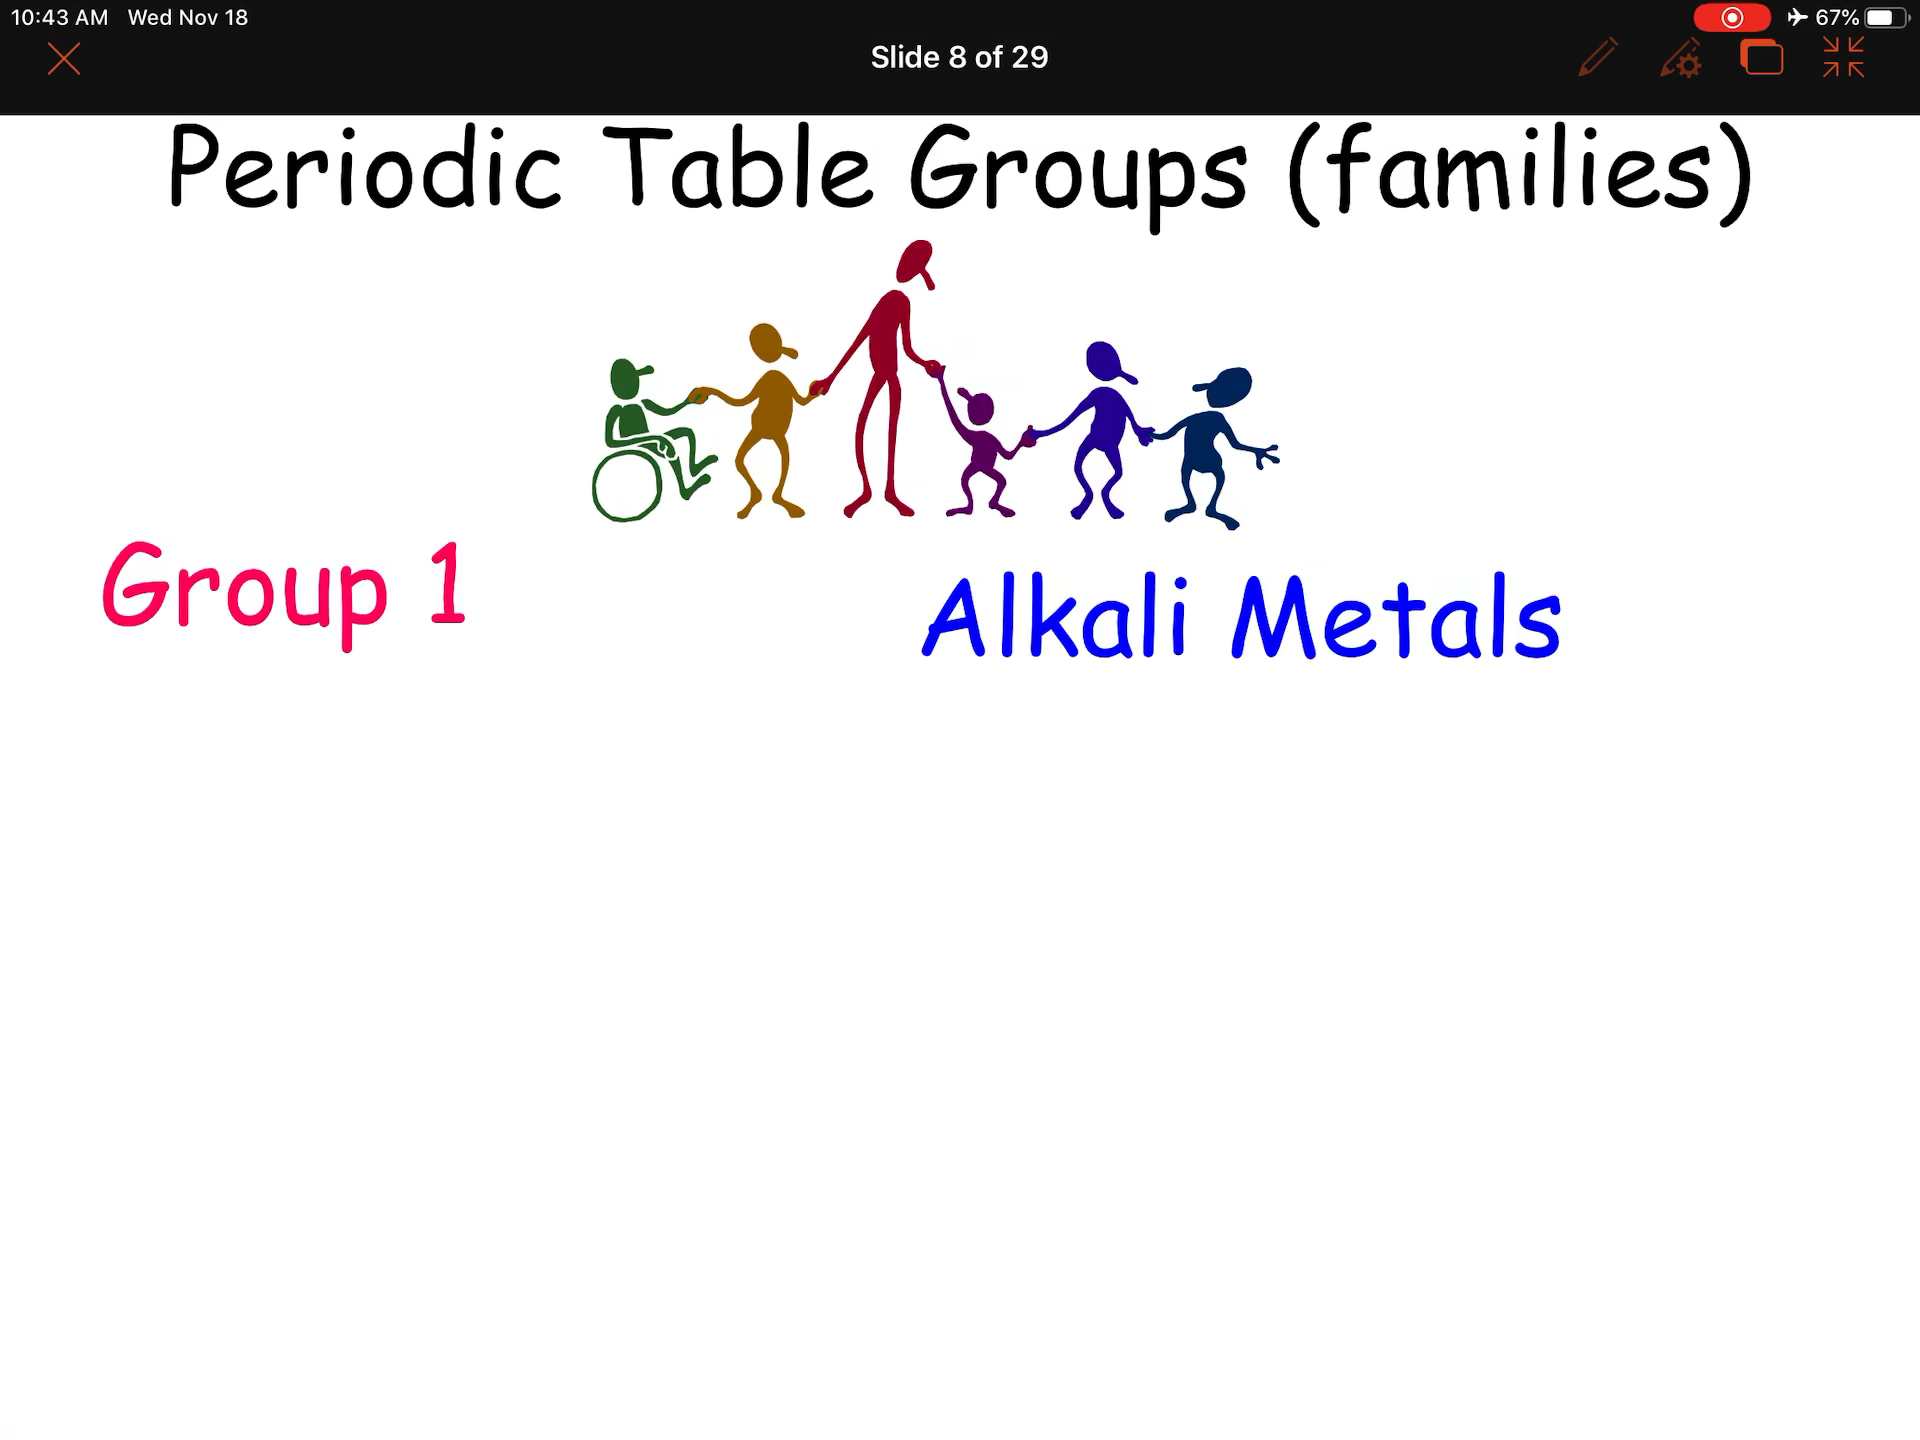 10:43 AM Wed Nov 18
67%
Slide 8 of 29
Periodic Table Groups (families)
Group 1
Alkali Metals